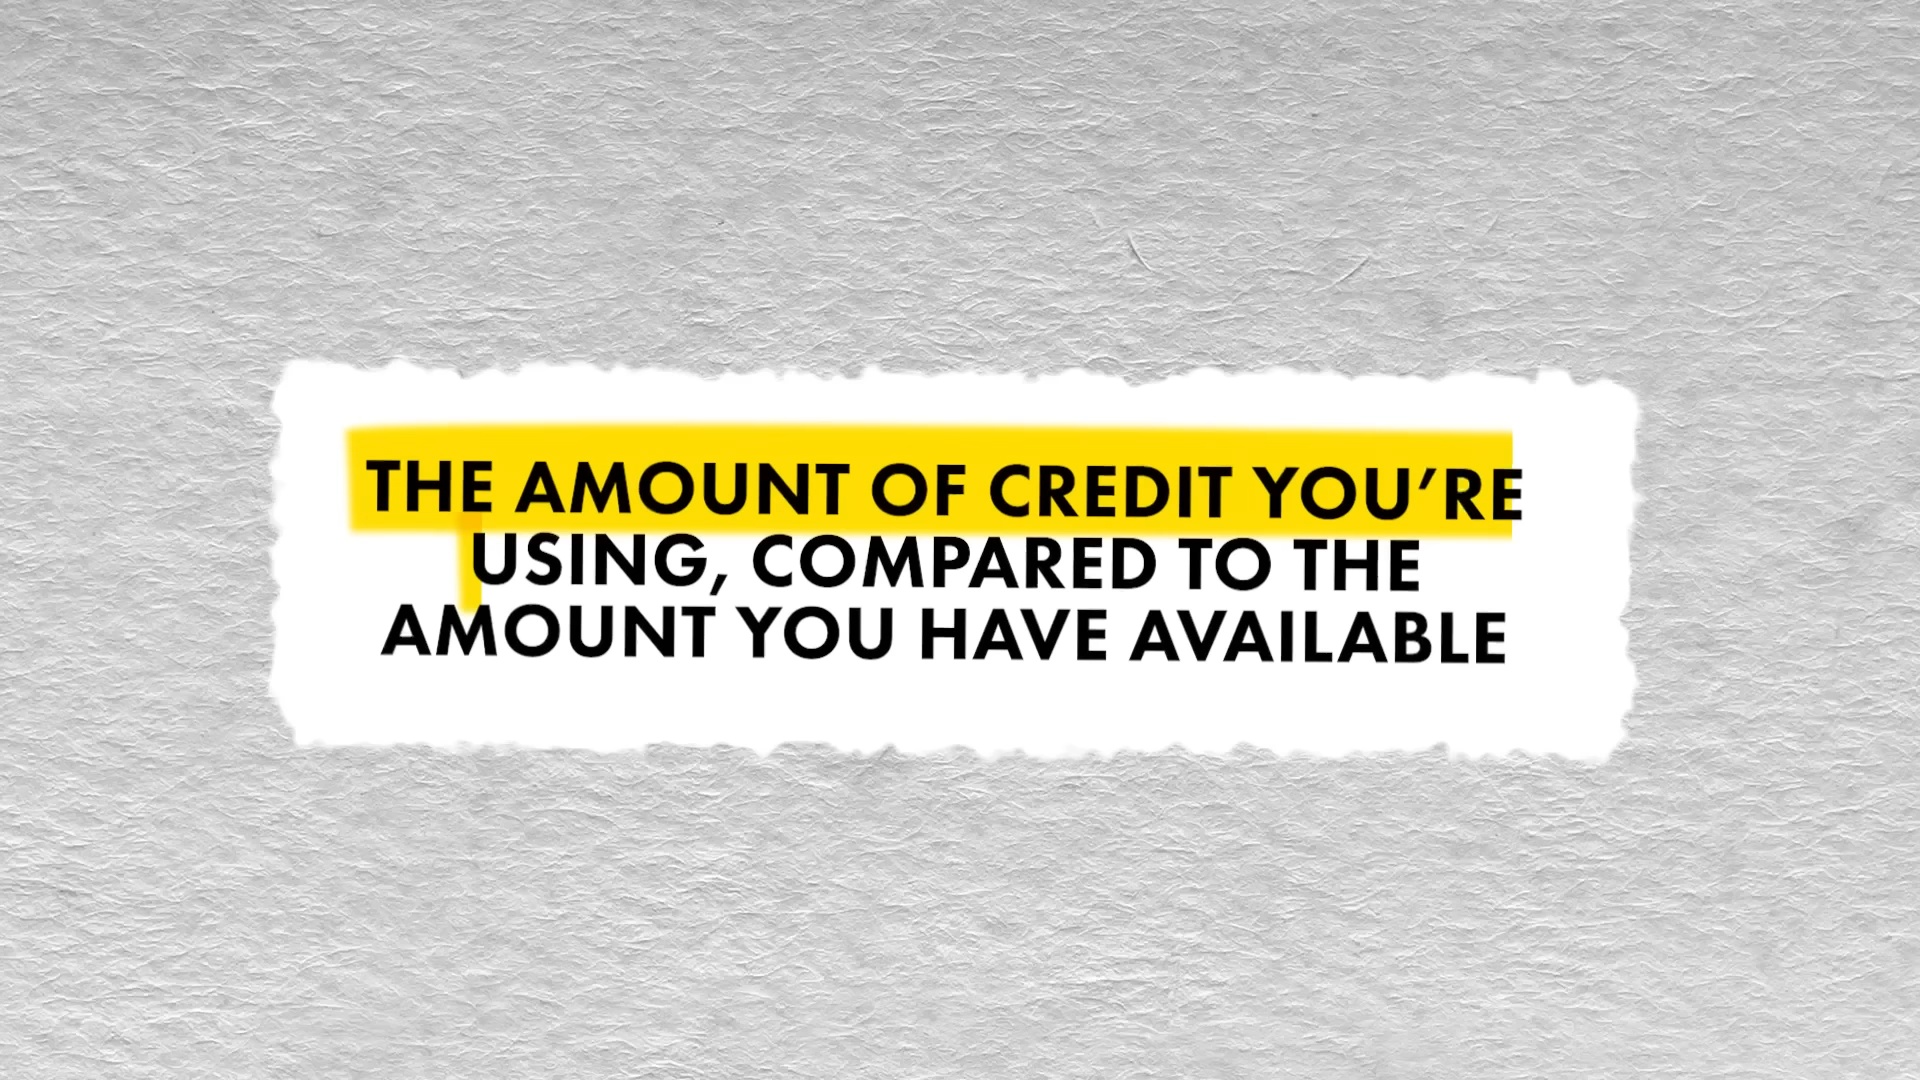 THE AMOUNT OF CREDIT YOU’RE
USING, COMPARED TO THE
AMOUNT YOU HAVE AVAILABLE